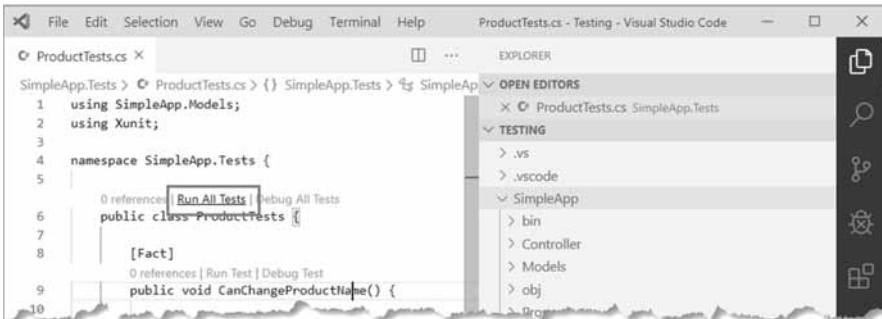 File Edit Selection View Go Debug Terminal Help ProductTests.cs - Testing - Visual Studio Code
ProductTests.cs
SimpleApp.Tests > ProductTests.cs > {} SimpleApp.Tests > SimpleAp
1 using SimpleApp.Models;
2 using Xunit;
3
4 namespace SimpleApp.Tests {
5
0 references | Run All Tests | Debug All Tests
6 public class ProductTests {
7
8 [Fact]
0 references | Run Test | Debug Test
9 public void CanChangeProductName() {
10
EXPLORER
OPEN EDITORS
ProductTests.cs SimpleApp.Tests
TESTING
> .vs
> .vscode
SimpleApp
> bin
> Controller
> Models
> obj